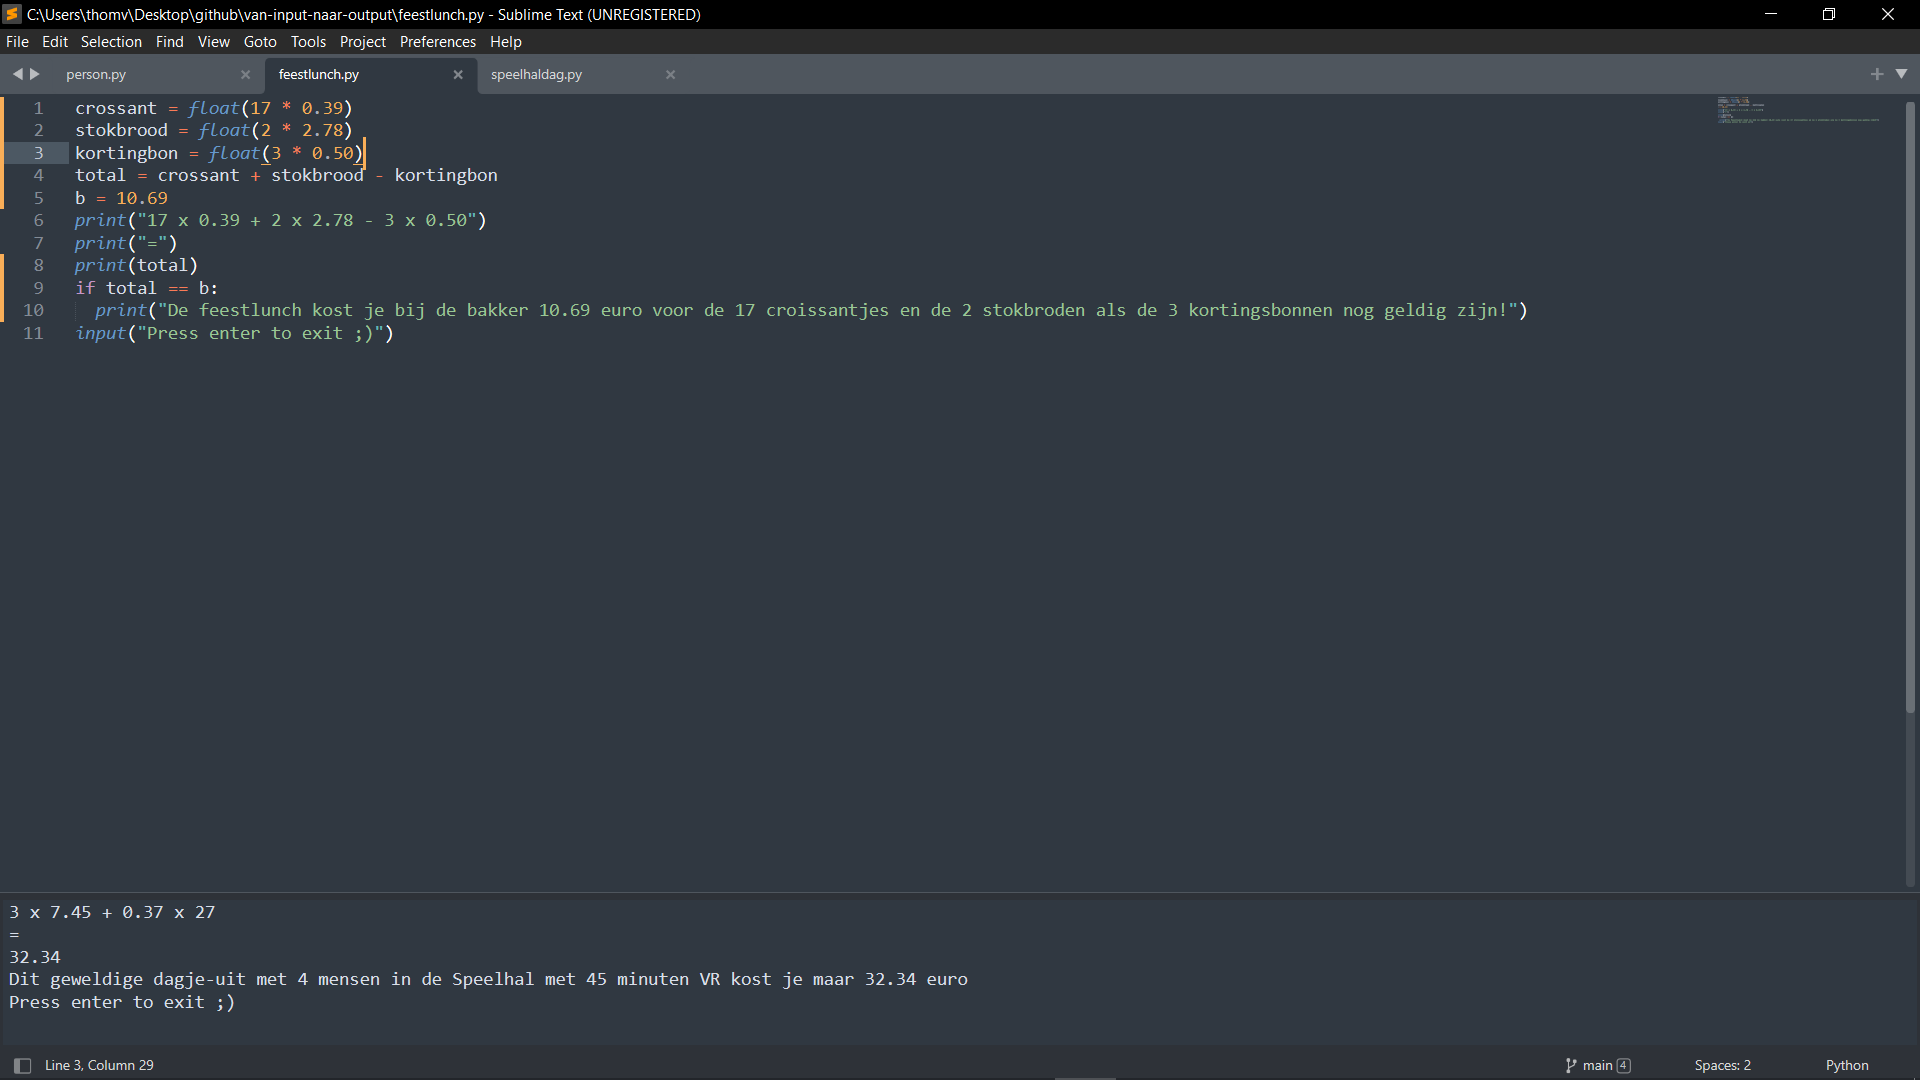 C:\Users\thomv\Desktop\github\van-input-naar-output\feestlunch.py - Sublime Text (UNREGISTERED)
File Edit Selection Find View Goto Tools Project Preferences Help
person.py feestlunch.py speelhaldag.py
1 crossant = float(17 * 0.39)
2 stokbrood = float(2 * 2.78)
3 kortingbon = float(3 * 0.50)
4 total = crossant + stokbrood - kortingbon
5 b = 10.69
6 print("17 x 0.39 + 2 x 2.78 - 3 x 0.50")
7 print("=")
8 print(total)
9 if total == b:
10 print("De feestlunch kost je bij de bakker 10.69 euro voor de 17 croissantjes en de 2 stokbroden als de 3 kortingsbonnen nog geldig zijn!")
11 input("Press enter to exit ;)")
3 x 7.45 + 0.37 x 27
=
32.34
Dit geweldige dagje-uit met 4 mensen in de Speelhal met 45 minuten VR kost je maar 32.34 euro
Press enter to exit ;)
Line 3, Column 29 main 4 Spaces: 2 Python